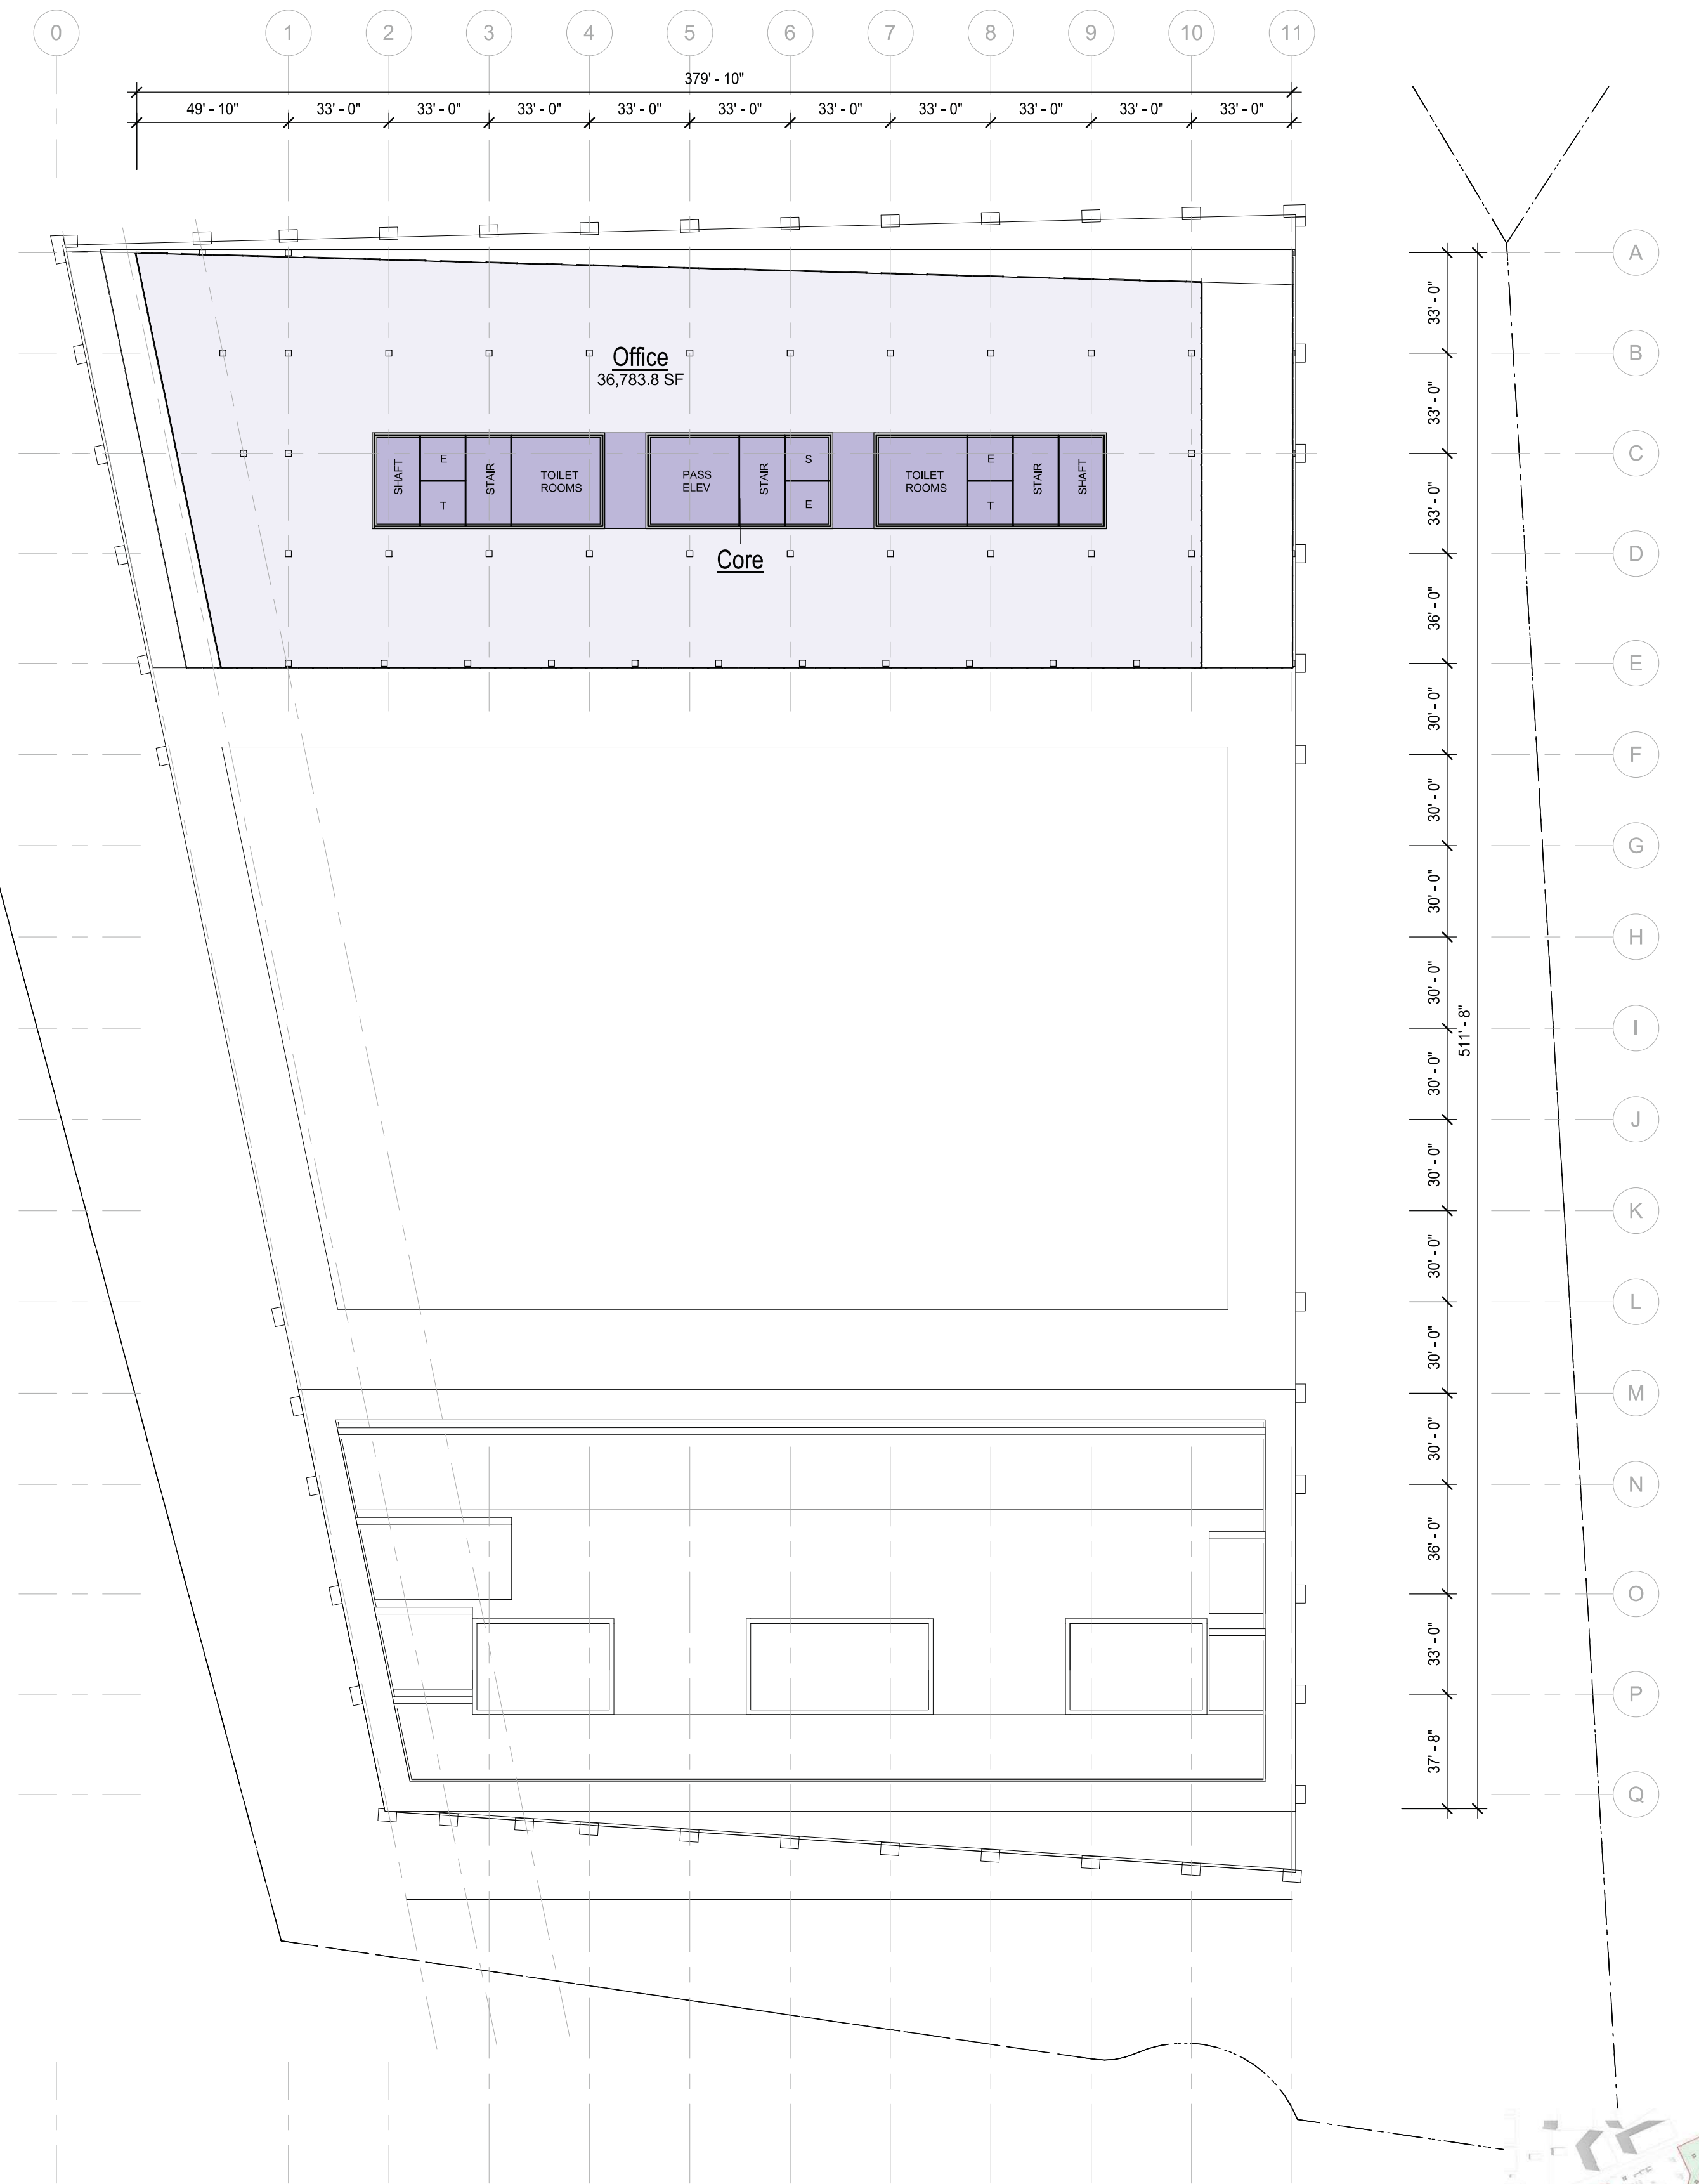 0 1 2 3 4 5 6 7 8 9 10 11
379' - 10"
49' - 10" 33' - 0" 33' - 0" 33' - 0" 33' - 0" 33' - 0" 33' - 0" 33' - 0" 33' - 0" 33' - 0" 33' - 0"
A
33' - 0"
B
Office
36,783.8 SF
33' - 0"
C
SHAFT
E
T
STAIR
TOILET
ROOMS
PASS
ELEV
STAIR
S
E
TOILET
ROOMS
E
T
STAIR
SHAFT
33' - 0"
D
Core
36' - 0"
E
30' - 0"
F
30' - 0"
G
30' - 0"
H
30' - 0"
I
511' - 8"
30' - 0"
J
30' - 0"
K
30' - 0"
L
30' - 0"
M
30' - 0"
N
36' - 0"
O
33' - 0"
P
37' - 8"
Q